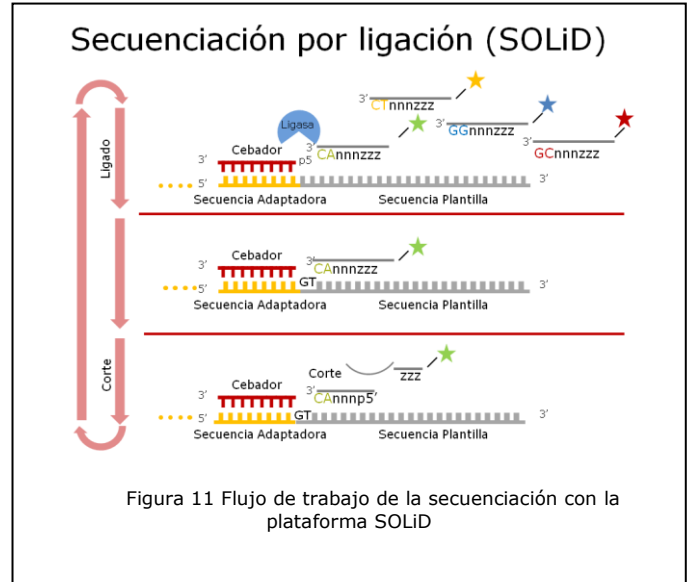 Secuenciación por ligación (SOLiD)
3' CTnnnzzz
GGnnnzzz
GCnnnzzz
Ligado
Ligasa
Cebador
3' p5 3' CAnnnzzz
5' 3'
Secuencia Adaptadora Secuencia Plantilla
Cebador
3' 3' CAnnnzzz
5' GT 3'
Secuencia Adaptadora Secuencia Plantilla
Corte
Corte zzz
Cebador
3' 3' CAnnnp5'
5' GT 3'
Secuencia Adaptadora Secuencia Plantilla
Figura 11 Flujo de trabajo de la secuenciación con la
plataforma SOLiD